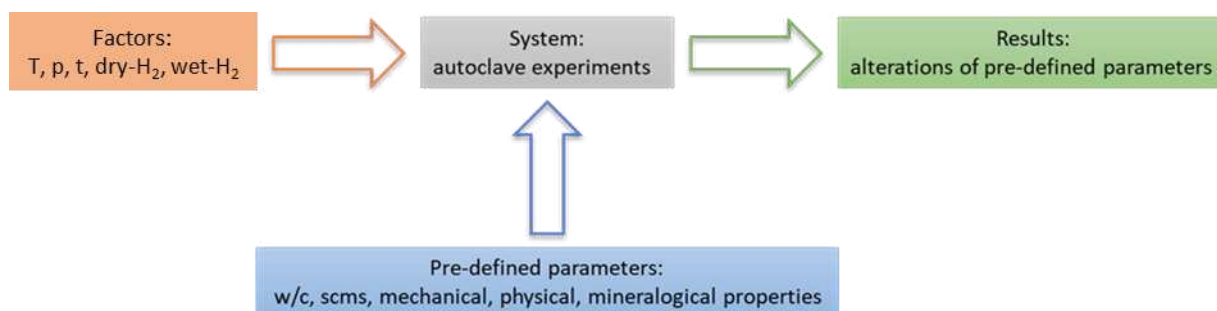 Factors:
T, p, t, dry-H₂, wet-H₂
System:
autoclave experiments
Results:
alterations of pre-defined parameters
Pre-defined parameters:
w/c, scms, mechanical, physical, mineralogical properties